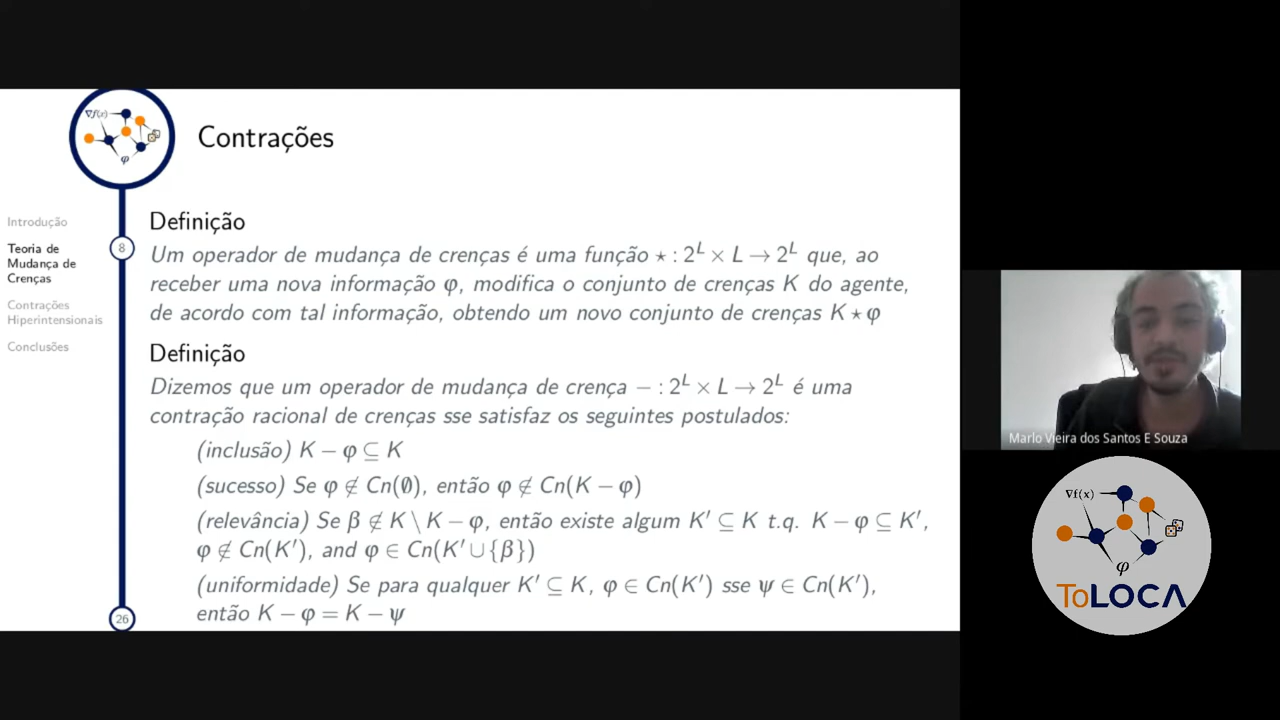 ∇f(x)
φ
Contrações
Introdução
Teoria de
Mudança de
Crenças
Contrações
Hiperintensionais
Conclusões
8
26
Definição
Um operador de mudança de crenças é uma função ⋆ : 2^L × L → 2^L que, ao
receber uma nova informação φ, modifica o conjunto de crenças K do agente,
de acordo com tal informação, obtendo um novo conjunto de crenças K ⋆ φ
Definição
Dizemos que um operador de mudança de crença − : 2^L × L → 2^L é uma
contração racional de crenças sse satisfaz os seguintes postulados:
(inclusão) K − φ ⊆ K
(sucesso) Se φ ∉ Cn(∅), então φ ∉ Cn(K − φ)
(relevância) Se β ∉ K \ K − φ, então existe algum K′ ⊆ K t.q. K − φ ⊆ K′,
φ ∉ Cn(K′), and φ ∈ Cn(K′ ∪ {β})
(uniformidade) Se para qualquer K′ ⊆ K, φ ∈ Cn(K′) sse ψ ∈ Cn(K′),
então K − φ = K − ψ
Marlo Vieira dos Santos E Souza
∇f(x)
φ
ToLOCA